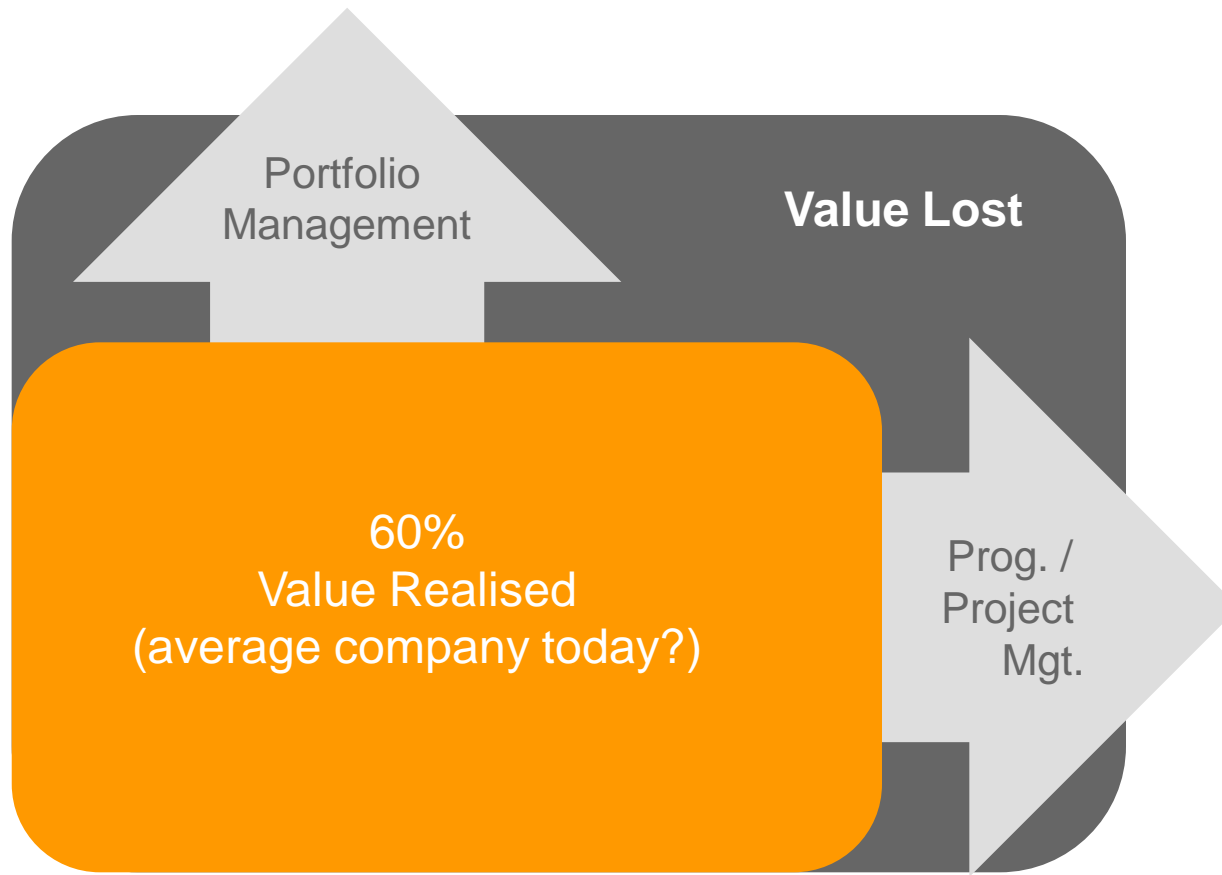 Portfolio
Management
Value Lost
60%
Value Realised
(average company today?)
Prog. /
Project
Mgt.